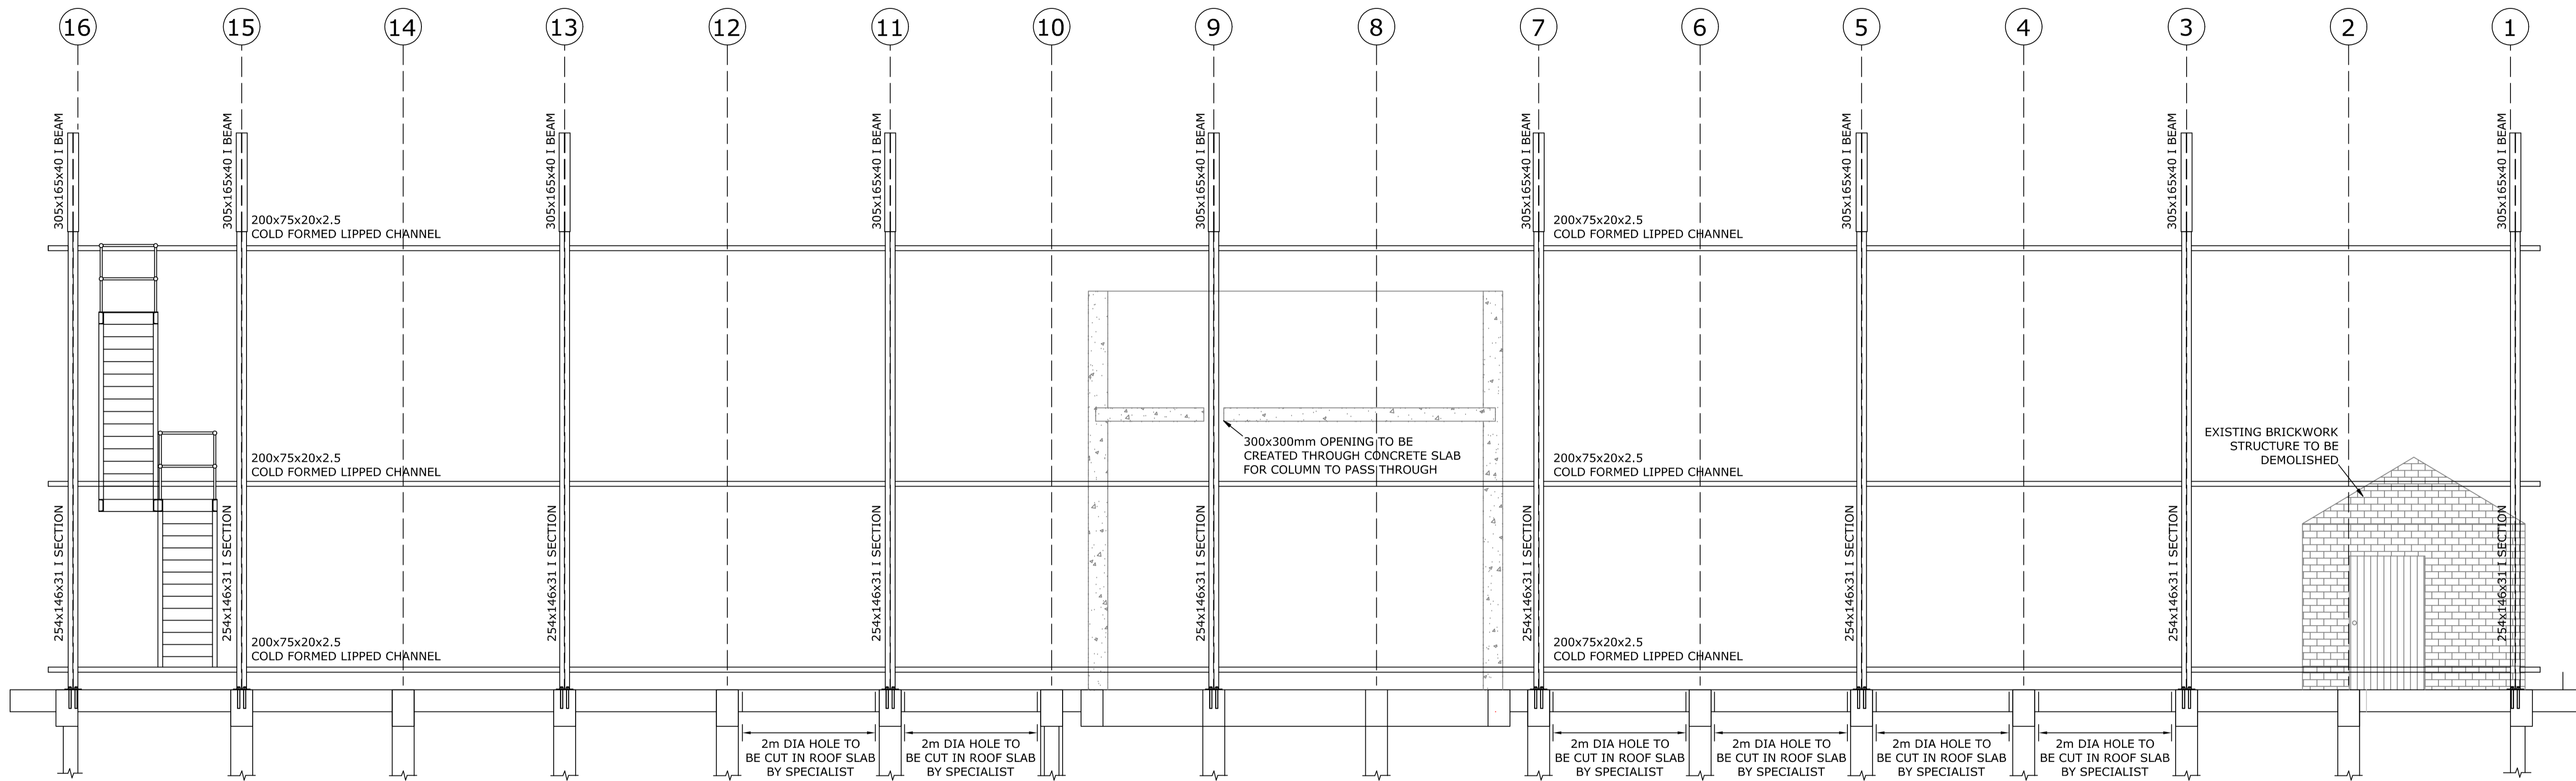 16 15 14 13 12 11 10 9 8 7 6 5 4 3 2 1
305x165x40 I BEAM
305x165x40 I BEAM
305x165x40 I BEAM
305x165x40 I BEAM
305x165x40 I BEAM
305x165x40 I BEAM
305x165x40 I BEAM
305x165x40 I BEAM
305x165x40 I BEAM
200x75x20x2.5
COLD FORMED LIPPED CHANNEL
200x75x20x2.5
COLD FORMED LIPPED CHANNEL
300x300mm OPENING TO BE
CREATED THROUGH CONCRETE SLAB
FOR COLUMN TO PASS THROUGH
EXISTING BRICKWORK
STRUCTURE TO BE
DEMOLISHED
200x75x20x2.5
COLD FORMED LIPPED CHANNEL
200x75x20x2.5
COLD FORMED LIPPED CHANNEL
254x146x31 I SECTION
254x146x31 I SECTION
254x146x31 I SECTION
254x146x31 I SECTION
254x146x31 I SECTION
254x146x31 I SECTION
254x146x31 I SECTION
254x146x31 I SECTION
254x146x31 I SECTION
200x75x20x2.5
COLD FORMED LIPPED CHANNEL
200x75x20x2.5
COLD FORMED LIPPED CHANNEL
2m DIA HOLE TO
BE CUT IN ROOF SLAB
BY SPECIALIST
2m DIA HOLE TO
BE CUT IN ROOF SLAB
BY SPECIALIST
2m DIA HOLE TO
BE CUT IN ROOF SLAB
BY SPECIALIST
2m DIA HOLE TO
BE CUT IN ROOF SLAB
BY SPECIALIST
2m DIA HOLE TO
BE CUT IN ROOF SLAB
BY SPECIALIST
2m DIA HOLE TO
BE CUT IN ROOF SLAB
BY SPECIALIST